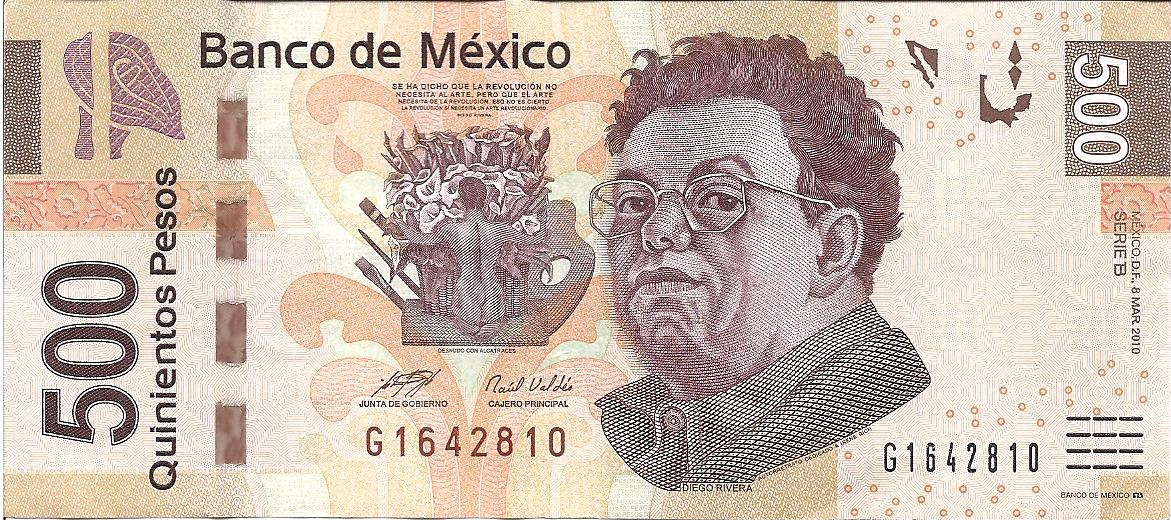 Banco de México
SE HA DICHO QUE LA REVOLUCIÓN NO
NECESITA AL ARTE, PERO QUE EL ARTE
NECESITA DE LA REVOLUCIÓN. ESO NO ES CIERTO.
LA REVOLUCIÓN SÍ NECESITA UN ARTE REVOLUCIONARIO.
DIEGO RIVERA
500
Quinientos Pesos
DESNUDO CON ALCATRACES
Raúl Valdés
JUNTA DE GOBIERNO
CAJERO PRINCIPAL
G1642810
DIEGO RIVERA
500
MÉXICO, D.F., 8 MAR. 2010
SERIE B
G1642810
BANCO DE MÉXICO